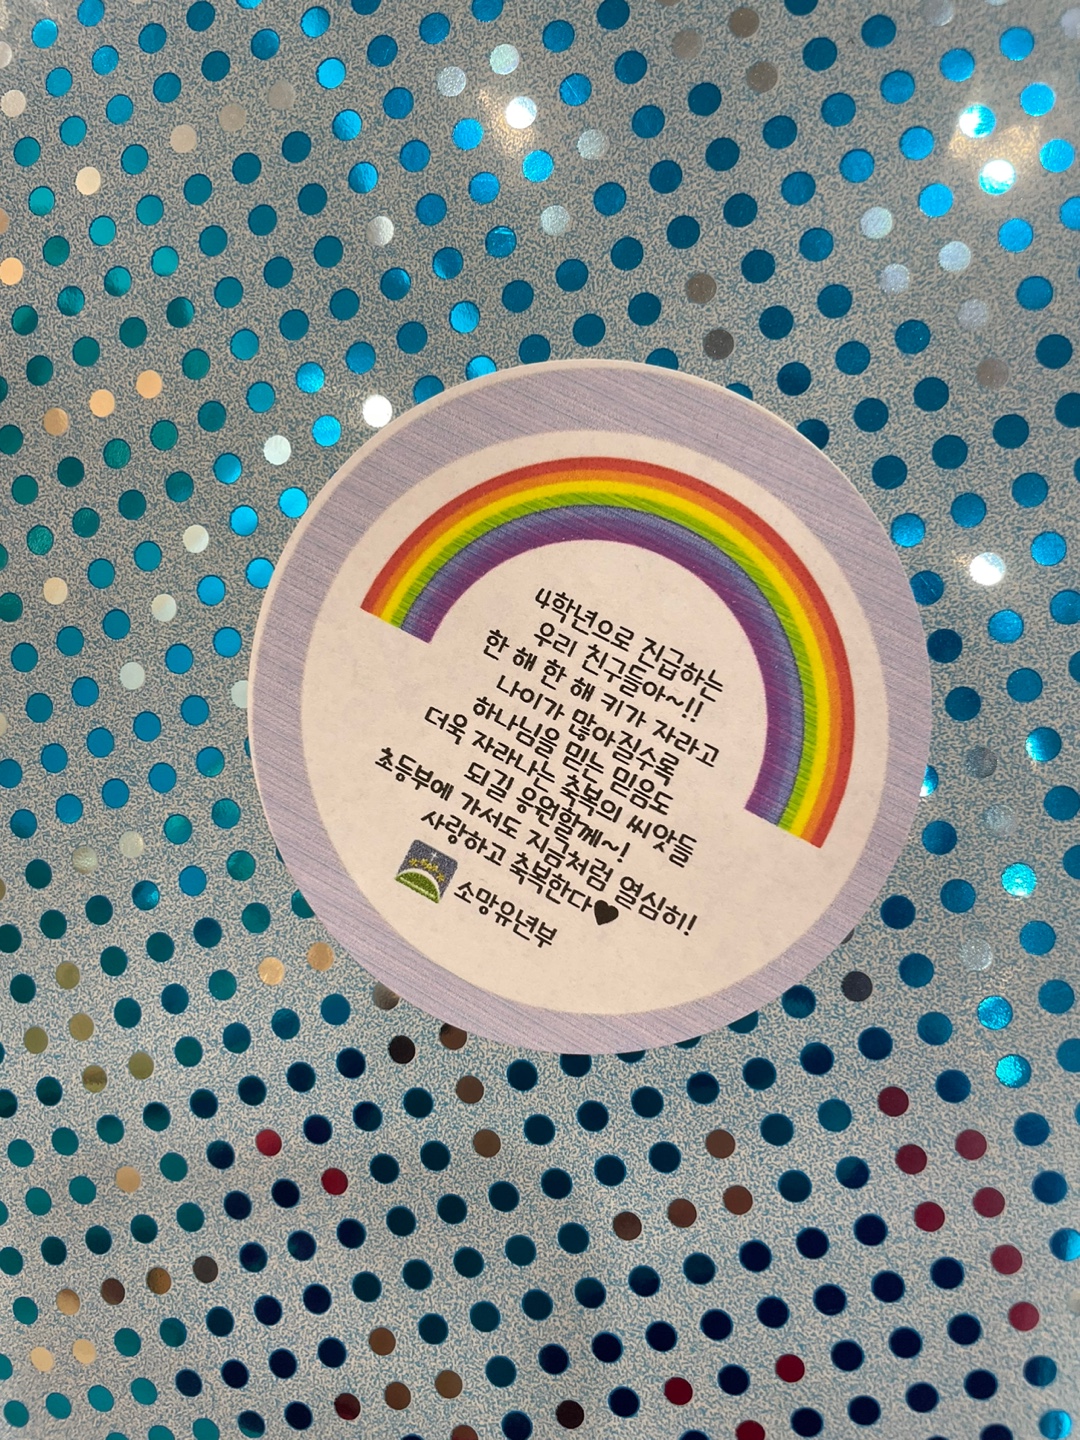 4학년으로 진급하는
우리 친구들아~!!
한 해 한 해 키가 자라고
나이가 많아질수록
하나님을 믿는 믿음도
더욱 자라나는 축복의 씨앗들
되길 응원할께~!
초등부에 가서도 지금처럼 열심히!
사랑하고 축복한다♥
소망유년부